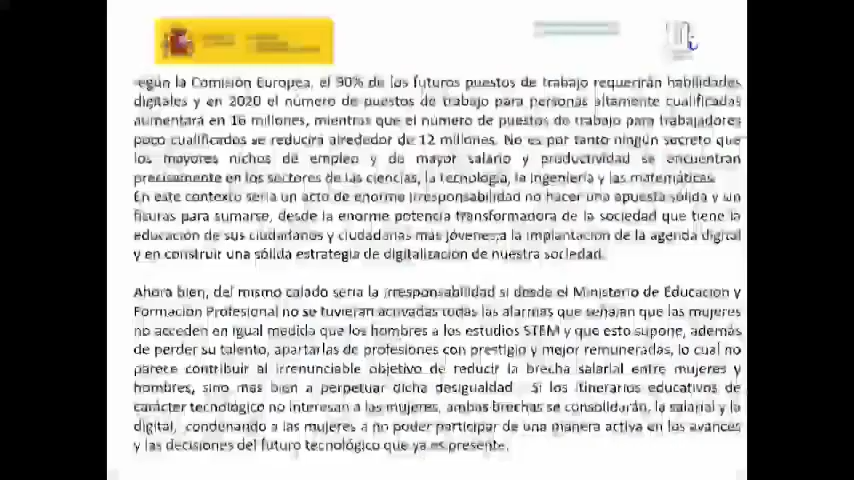 egún la Comisión Europea, el 90% de los futuros puestos de trabajo requerirán habilidades
digitales y en 2020 el número de puestos de trabajo para personas altamente cualificadas
aumentará en 16 millones, mientras que el número de puestos de trabajo para trabajadores
poco cualificados se reducirá alrededor de 12 millones. No es por tanto ningún secreto que
los mayores nichos de empleo y de mayor salario y productividad se encuentran
precisamente en los sectores de las ciencias, la tecnología, la ingeniería y las matemáticas.
En este contexto sería un acto de enorme irresponsabilidad no hacer una apuesta sólida y sin
fisuras para sumarse, desde la enorme potencia transformadora de la sociedad que tiene la
educación de sus ciudadanos y ciudadanas más jóvenes, a la implantación de la agenda digital
y en construir una sólida estrategia de digitalización de nuestra sociedad.
Ahora bien, del mismo calado sería la irresponsabilidad si desde el Ministerio de Educación y
Formación Profesional no se tuvieran activadas todas las alarmas que señalan que las mujeres
no acceden en igual medida que los hombres a los estudios STEM y que esto supone, además
de perder su talento, apartarlas de profesiones con prestigio y mejor remuneradas, lo cual no
parece contribuir al irrenunciable objetivo de reducir la brecha salarial entre mujeres y
hombres, sino más bien a perpetuar dicha desigualdad. Si los itinerarios educativos de
carácter tecnológico no interesan a las mujeres, ambas brechas se consolidarán, la salarial y la
digital, condenando a las mujeres a no poder participar de una manera activa en los avances
y las decisiones del futuro tecnológico que ya es presente.